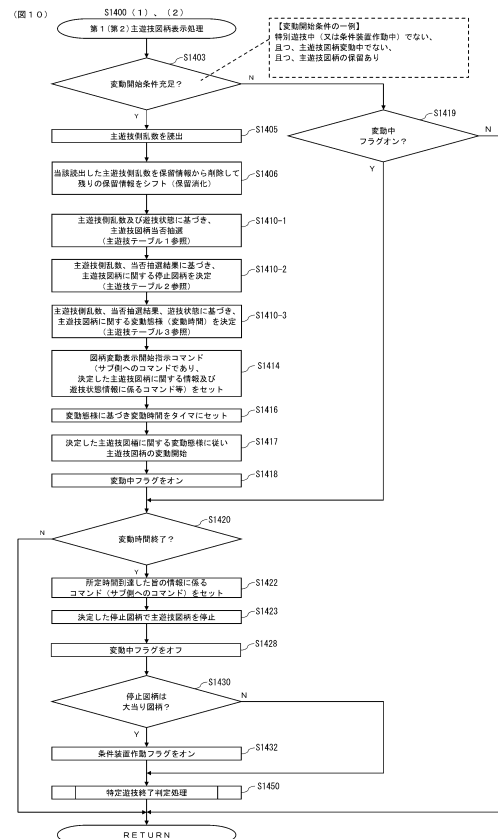 (図10)
S1400(1)、(2)
第1(第2)主遊技図柄表示処理
【変動開始条件の一例】
特別遊技中(又は条件装置作動中)でない、
且つ、主遊技図柄変動中でない、
且つ、主遊技図柄の保留あり
S1403
変動開始条件充足?
N
Y
S1419
変動中
フラグオン?
N
Y
S1405
主遊技側乱数を読出
S1406
当該読出した主遊技側乱数を保留情報から削除して
残りの保留情報をシフト(保留消化)
S1410-1
主遊技側乱数及び遊技状態に基づき、
主遊技図柄当否抽選
(主遊技テーブル1参照)
S1410-2
主遊技側乱数、当否抽選結果に基づき、
主遊技図柄に関する停止図柄を決定
(主遊技テーブル2参照)
S1410-3
主遊技側乱数、当否抽選結果、遊技状態に基づき、
主遊技図柄に関する変動態様(変動時間)を決定
(主遊技テーブル3参照)
S1414
図柄変動表示開始指示コマンド
(サブ側へのコマンドであり、
決定した主遊技図柄に関する情報及び
遊技状態情報に係るコマンド等)をセット
S1416
変動態様に基づき変動時間をタイマにセット
S1417
決定した主遊技図柄に関する変動態様に従い
主遊技図柄の変動開始
S1418
変動中フラグをオン
S1420
変動時間終了?
N
Y
S1422
所定時間到達した旨の情報に係る
コマンド(サブ側へのコマンド)をセット
S1423
決定した停止図柄で主遊技図柄を停止
S1428
変動中フラグをオフ
S1430
停止図柄は
大当り図柄?
N
Y
S1432
条件装置作動フラグをオン
S1450
特定遊技終了判定処理
RETURN